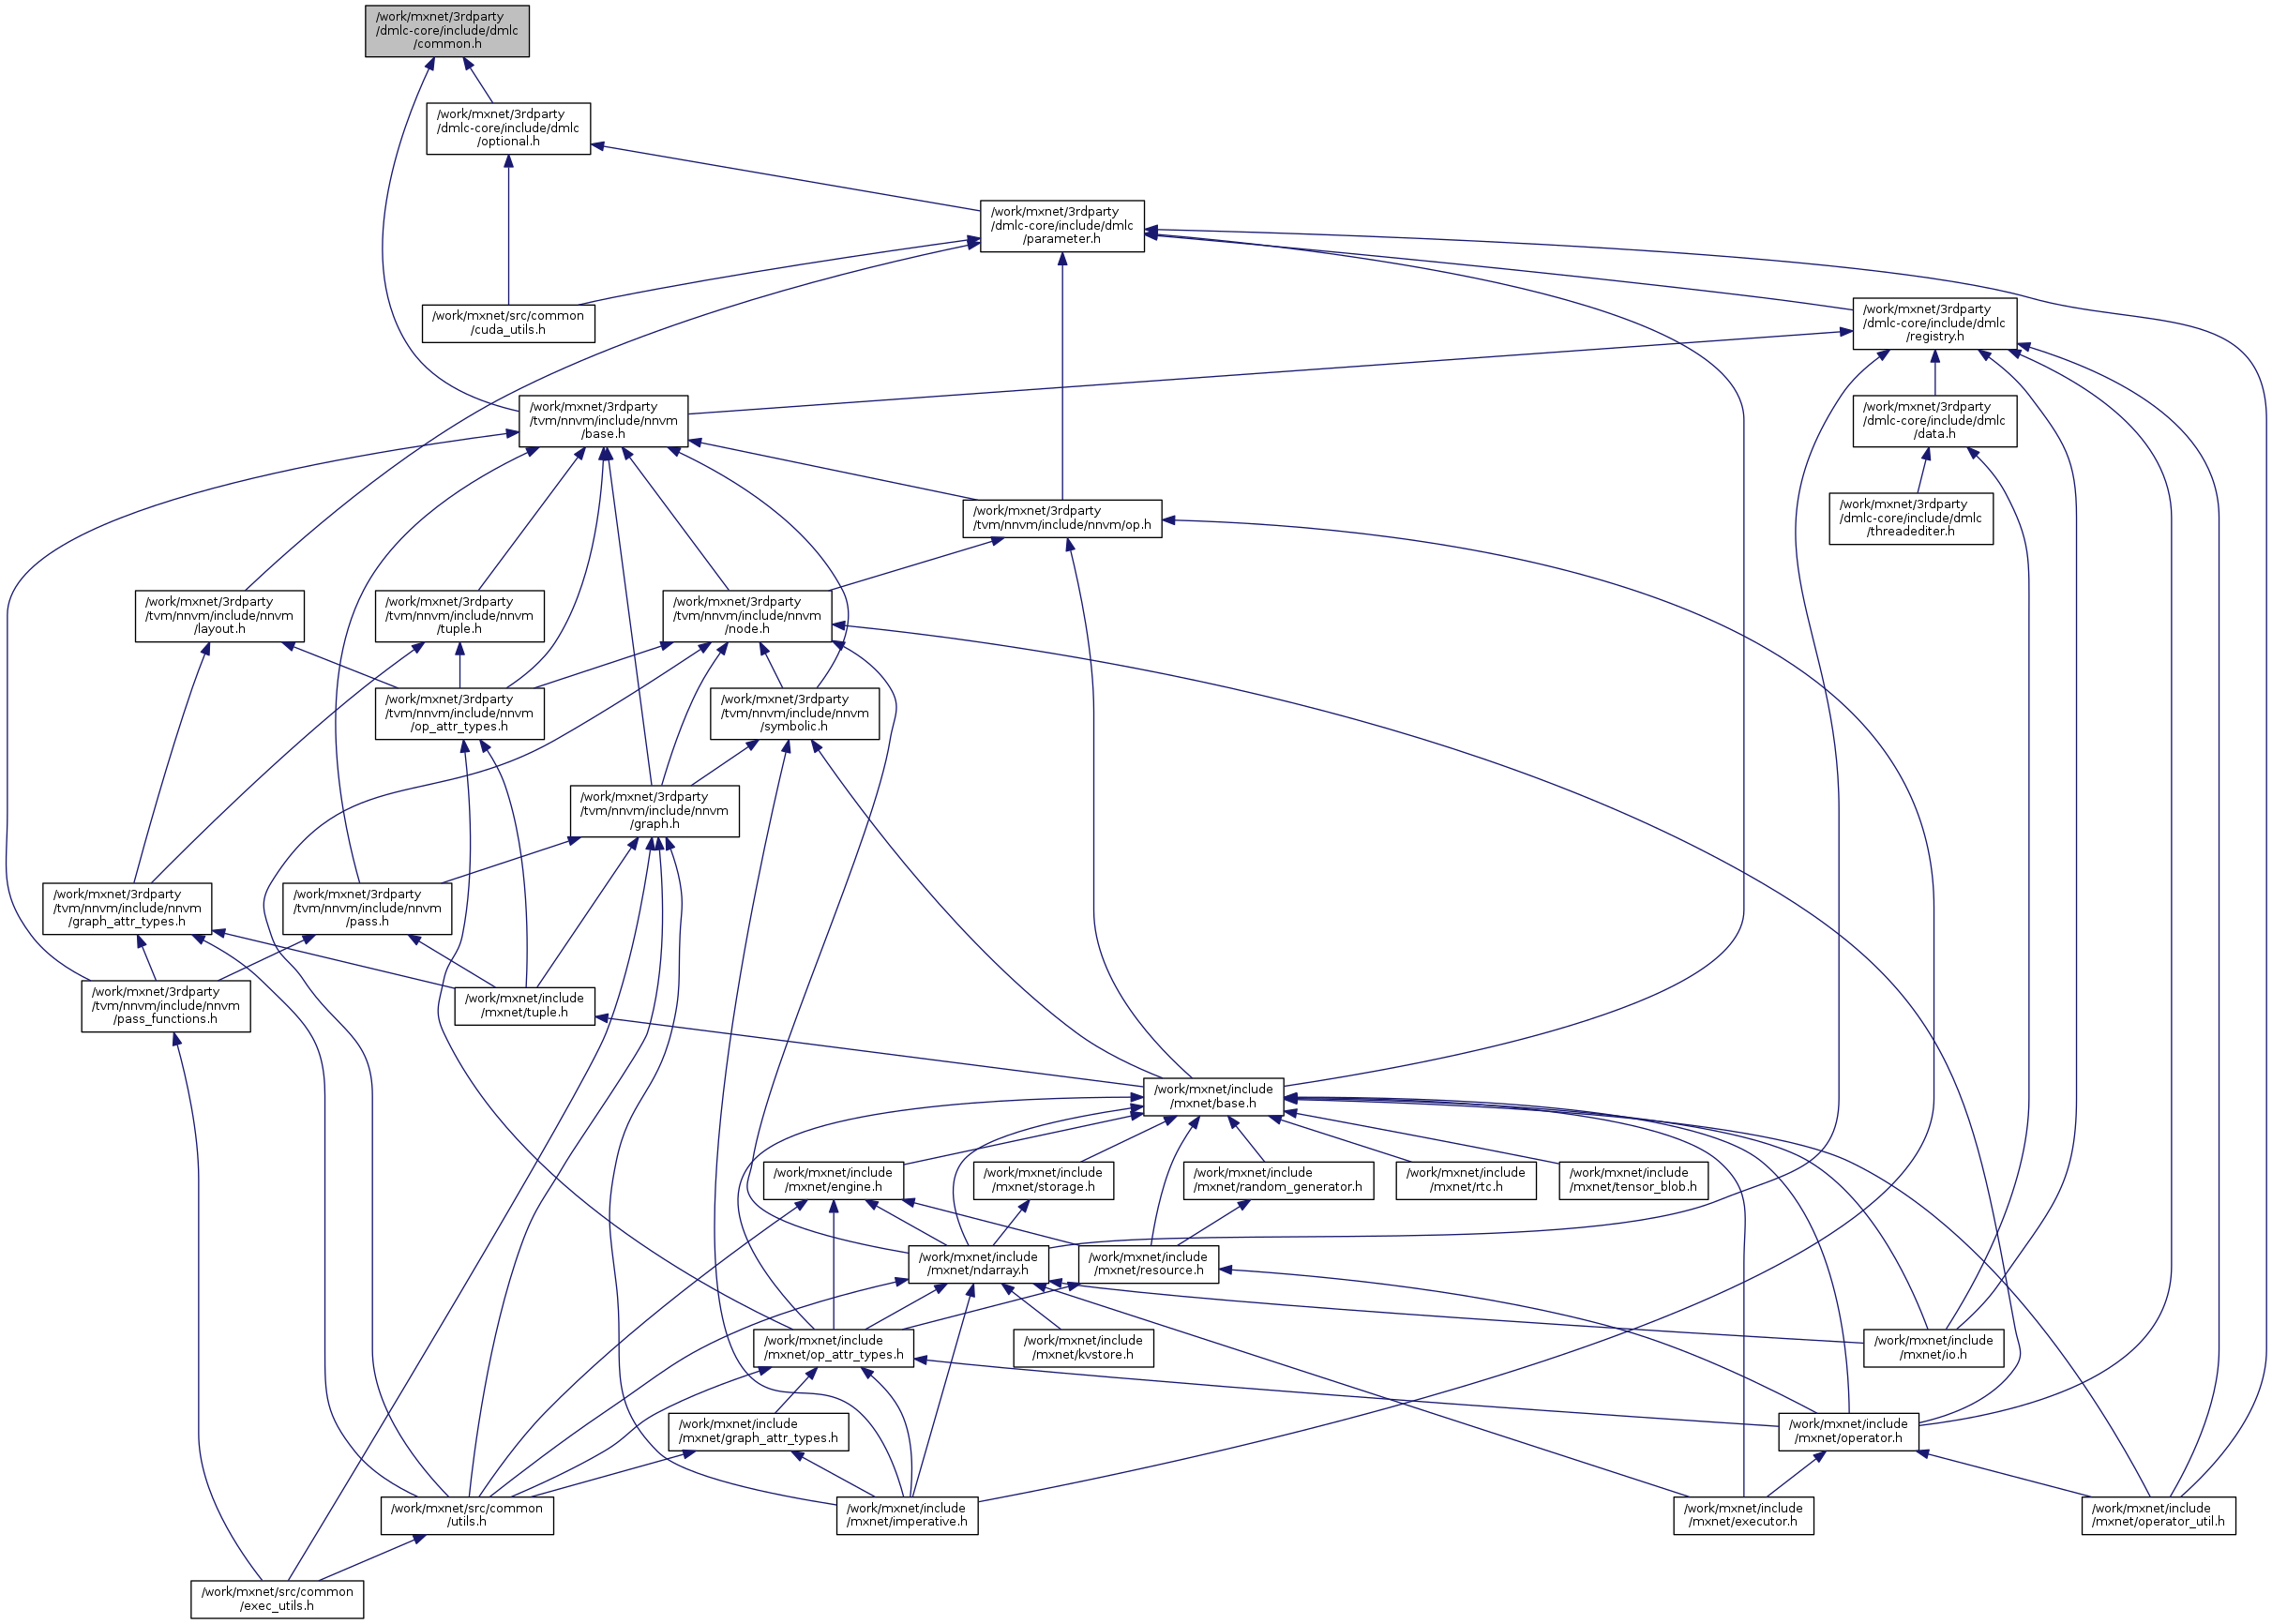 /work/mxnet/3rdparty
/dmlc-core/include/dmlc
/common.h
/work/mxnet/3rdparty
/dmlc-core/include/dmlc
/optional.h
/work/mxnet/3rdparty
/dmlc-core/include/dmlc
/parameter.h
/work/mxnet/src/common
/cuda_utils.h
/work/mxnet/3rdparty
/dmlc-core/include/dmlc
/registry.h
/work/mxnet/3rdparty
/tvm/nnvm/include/nnvm
/base.h
/work/mxnet/3rdparty
/dmlc-core/include/dmlc
/data.h
/work/mxnet/3rdparty
/tvm/nnvm/include/nnvm/op.h
/work/mxnet/3rdparty
/dmlc-core/include/dmlc
/threadediter.h
/work/mxnet/3rdparty
/tvm/nnvm/include/nnvm
/layout.h
/work/mxnet/3rdparty
/tvm/nnvm/include/nnvm
/tuple.h
/work/mxnet/3rdparty
/tvm/nnvm/include/nnvm
/node.h
/work/mxnet/3rdparty
/tvm/nnvm/include/nnvm
/op_attr_types.h
/work/mxnet/3rdparty
/tvm/nnvm/include/nnvm
/symbolic.h
/work/mxnet/3rdparty
/tvm/nnvm/include/nnvm
/graph.h
/work/mxnet/3rdparty
/tvm/nnvm/include/nnvm
/graph_attr_types.h
/work/mxnet/3rdparty
/tvm/nnvm/include/nnvm
/pass.h
/work/mxnet/3rdparty
/tvm/nnvm/include/nnvm
/pass_functions.h
/work/mxnet/include
/mxnet/tuple.h
/work/mxnet/include
/mxnet/base.h
/work/mxnet/include
/mxnet/engine.h
/work/mxnet/include
/mxnet/storage.h
/work/mxnet/include
/mxnet/random_generator.h
/work/mxnet/include
/mxnet/rtc.h
/work/mxnet/include
/mxnet/tensor_blob.h
/work/mxnet/include
/mxnet/ndarray.h
/work/mxnet/include
/mxnet/resource.h
/work/mxnet/include
/mxnet/op_attr_types.h
/work/mxnet/include
/mxnet/kvstore.h
/work/mxnet/include
/mxnet/io.h
/work/mxnet/include
/mxnet/graph_attr_types.h
/work/mxnet/include
/mxnet/operator.h
/work/mxnet/src/common
/utils.h
/work/mxnet/include
/mxnet/imperative.h
/work/mxnet/include
/mxnet/executor.h
/work/mxnet/include
/mxnet/operator_util.h
/work/mxnet/src/common
/exec_utils.h